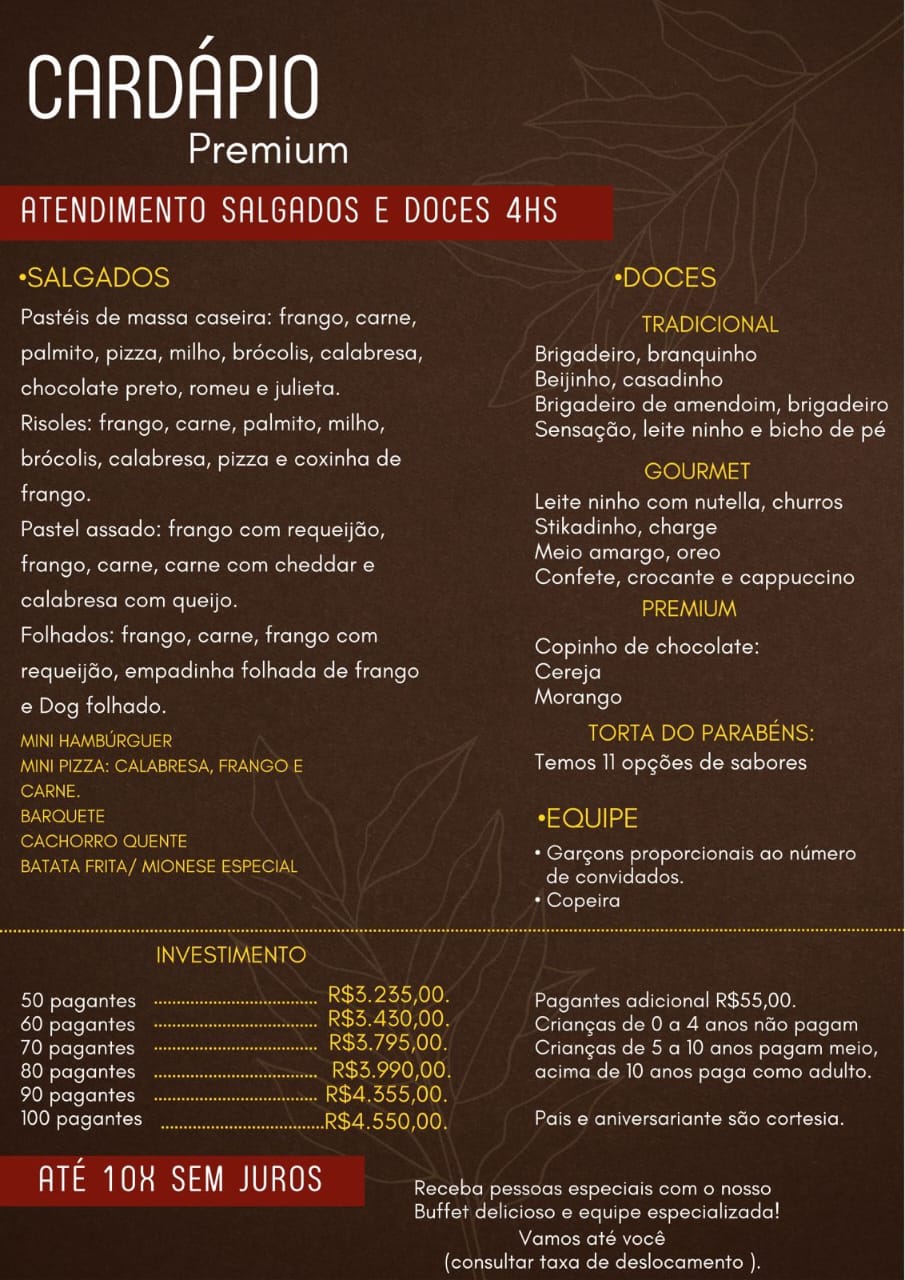 CARDÁPIO
Premium
ATENDIMENTO SALGADOS E DOCES 4HS
•SALGADOS
Pastéis de massa caseira: frango, carne,
palmito, pizza, milho, brócolis, calabresa,
chocolate preto, romeu e julieta.
Risoles: frango, carne, palmito, milho,
brócolis, calabresa, pizza e coxinha de
frango.
Pastel assado: frango com requeijão,
frango, carne, carne com cheddar e
calabresa com queijo.
Folhados: frango, carne, frango com
requeijão, empadinha folhada de frango
e Dog folhado.
MINI HAMBÚRGUER
MINI PIZZA: CALABRESA, FRANGO E
CARNE.
BARQUETE
CACHORRO QUENTE
BATATA FRITA/ MIONESE ESPECIAL
•DOCES
TRADICIONAL
Brigadeiro, branquinho
Beijinho, casadinho
Brigadeiro de amendoim, brigadeiro
Sensação, leite ninho e bicho de pé
GOURMET
Leite ninho com nutella, churros
Stikadinho, charge
Meio amargo, oreo
Confete, crocante e cappuccino
PREMIUM
Copinho de chocolate:
Cereja
Morango
TORTA DO PARABÉNS:
Temos 11 opções de sabores
•EQUIPE
• Garçons proporcionais ao número
de convidados.
• Copeira
INVESTIMENTO
50 pagantes ................................. R$3.235,00.
60 pagantes ................................. R$3.430,00.
70 pagantes ................................. R$3.795,00.
80 pagantes ................................. R$3.990,00.
90 pagantes ................................. R$4.355,00.
100 pagantes .................................R$4.550,00.
Pagantes adicional R$55,00.
Crianças de 0 a 4 anos não pagam
Crianças de 5 a 10 anos pagam meio,
acima de 10 anos paga como adulto.
Pais e aniversariante são cortesia.
ATÉ 10X SEM JUROS
Receba pessoas especiais com o nosso
Buffet delicioso e equipe especializada!
Vamos até você
(consultar taxa de deslocamento ).